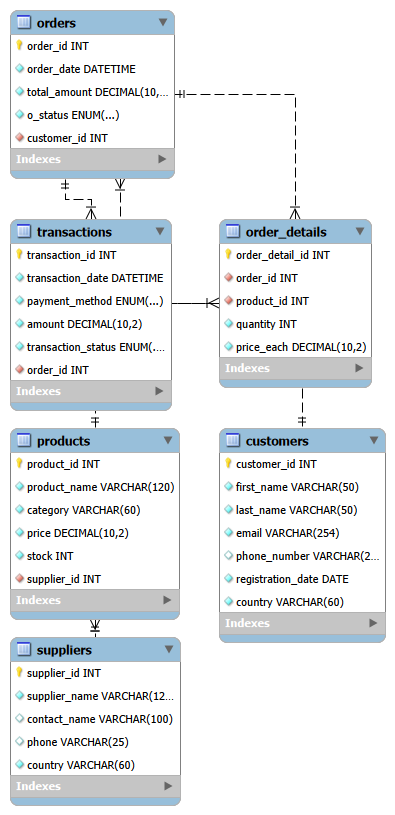 orders
order_id INT
order_date DATETIME
total_amount DECIMAL(10,...
o_status ENUM(...)
customer_id INT
Indexes
transactions
transaction_id INT
transaction_date DATETIME
payment_method ENUM(...)
amount DECIMAL(10,2)
transaction_status ENUM(....
order_id INT
Indexes
order_details
order_detail_id INT
order_id INT
product_id INT
quantity INT
price_each DECIMAL(10,2)
Indexes
products
product_id INT
product_name VARCHAR(120)
category VARCHAR(60)
price DECIMAL(10,2)
stock INT
supplier_id INT
Indexes
customers
customer_id INT
first_name VARCHAR(50)
last_name VARCHAR(50)
email VARCHAR(254)
phone_number VARCHAR(2...
registration_date DATE
country VARCHAR(60)
Indexes
suppliers
supplier_id INT
supplier_name VARCHAR(12...
contact_name VARCHAR(100)
phone VARCHAR(25)
country VARCHAR(60)
Indexes